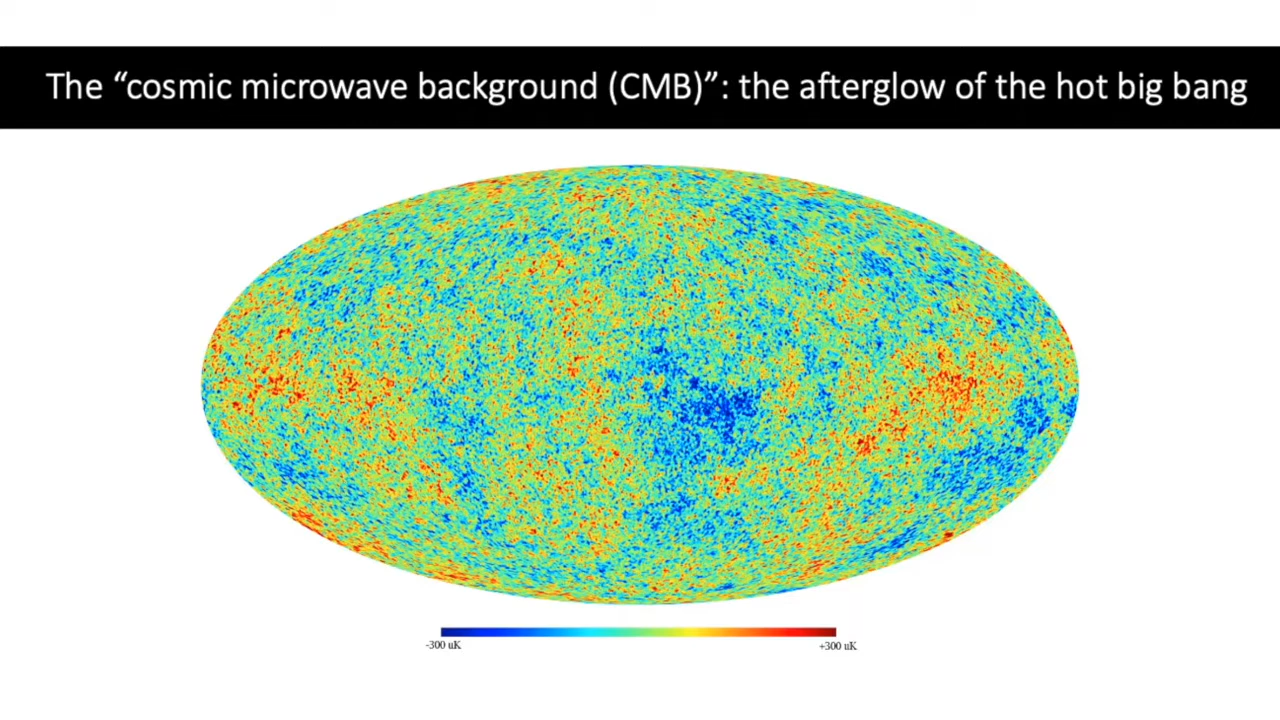 The “cosmic microwave background (CMB)”: the afterglow of the hot big bang
-300 uK
+300 uK